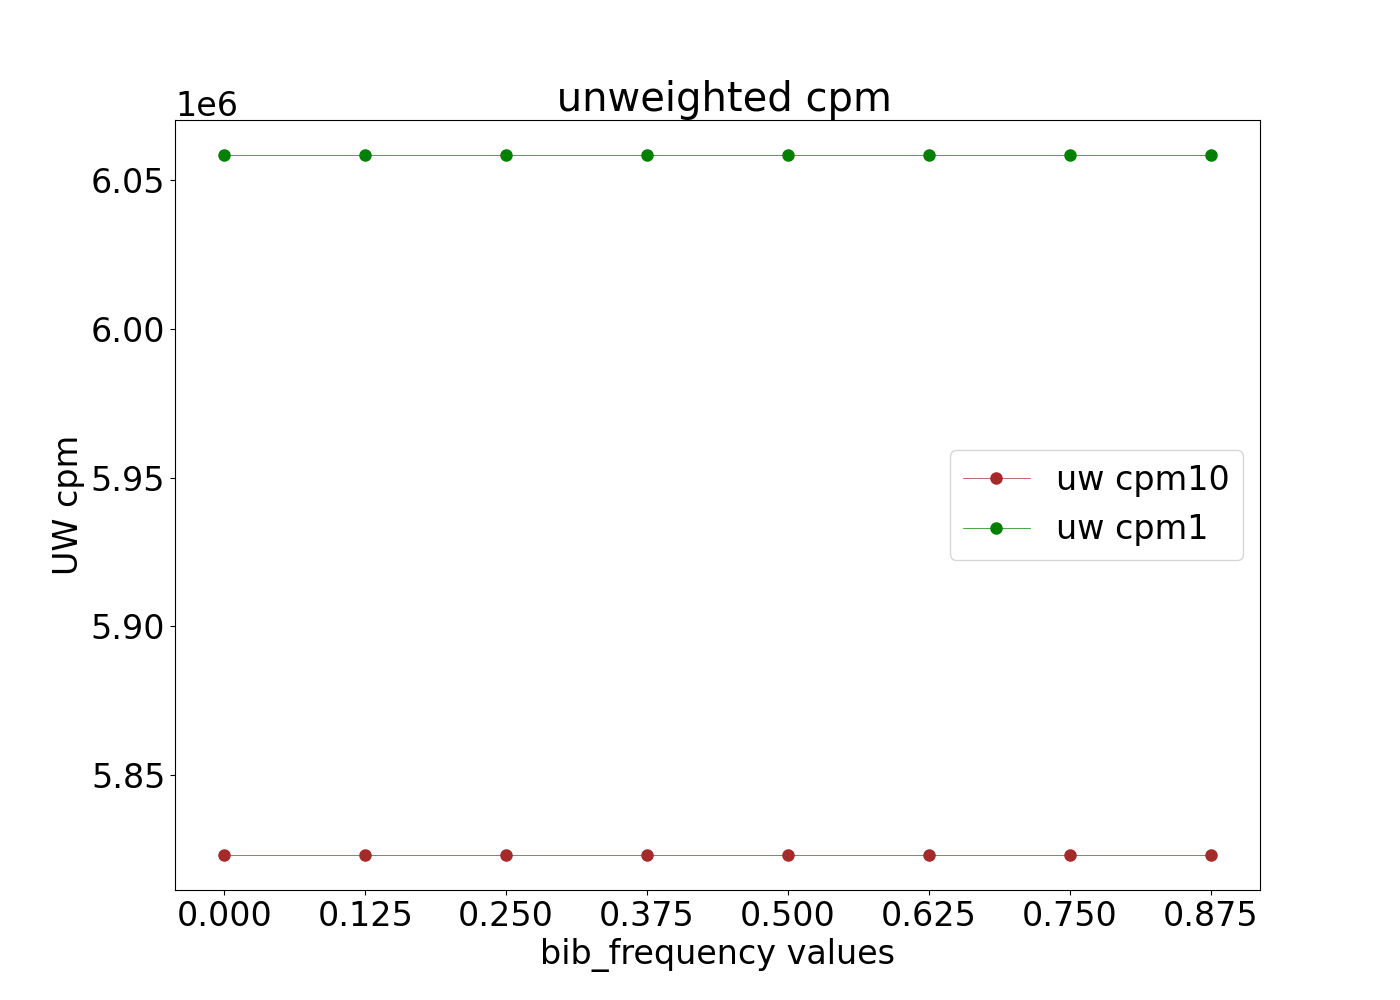 unweighted cpm
1e6
6.05
6.00
5.95
5.90
5.85
UW cpm
uw cpm10
uw cpm1
0.000 0.125 0.250 0.375 0.500 0.625 0.750 0.875
bib_frequency values